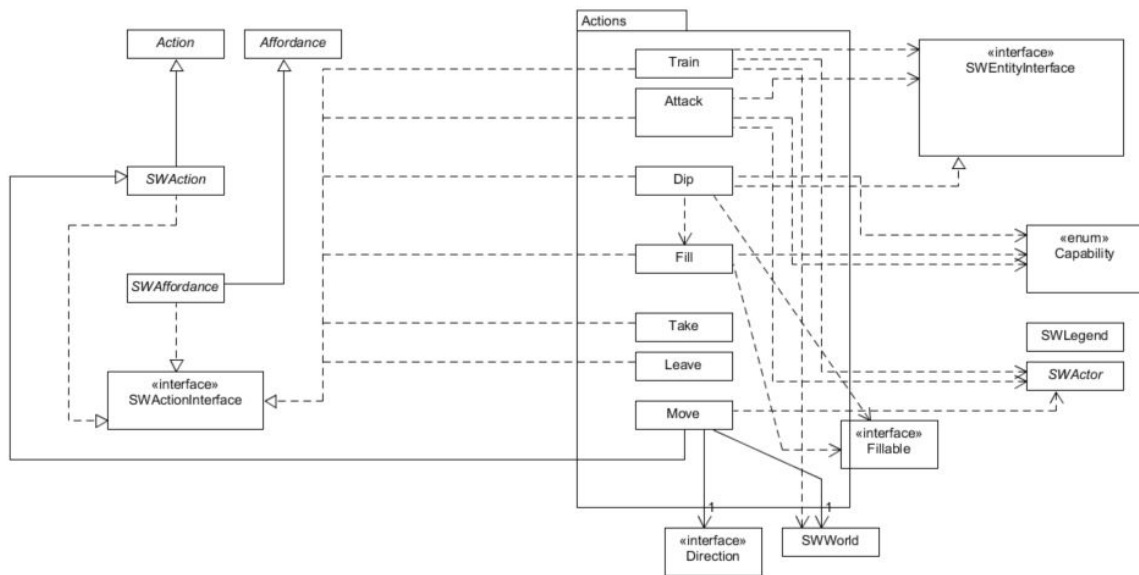 Actions
Action
Affordance
Train
«interface»
SWEntityInterface
Attack
SWAction
Dip
«enum»
Capability
Fill
SWAffordance
Take
SWLegend
Leave
SWActor
«interface»
SWActionInterface
Move
«interface»
Fillable
1
1
«interface»
Direction
SWWorld